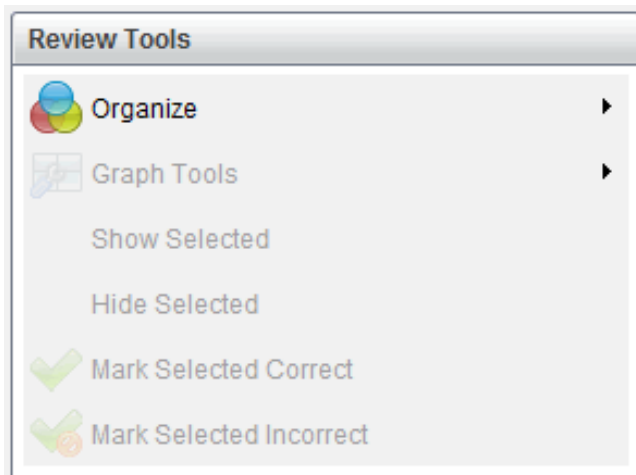 Review Tools
Organize
Graph Tools
Show Selected
Hide Selected
Mark Selected Correct
Mark Selected Incorrect